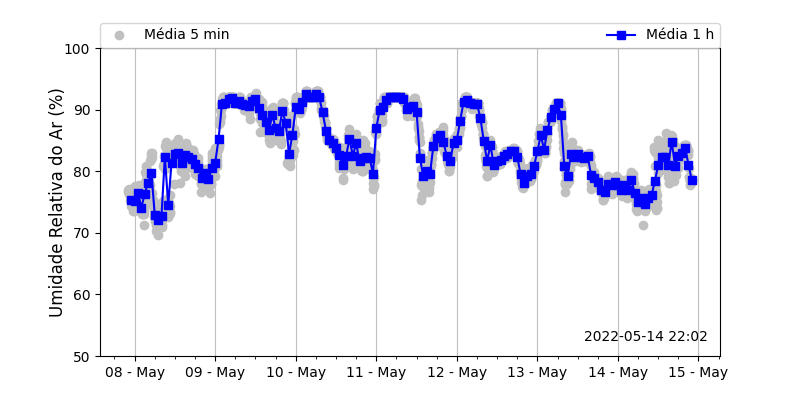 Média 5 min
Média 1 h
Umidade Relativa do Ar (%)
100
90
80
70
60
50
2022-05-14 22:02
08 - May
09 - May
10 - May
11 - May
12 - May
13 - May
14 - May
15 - May